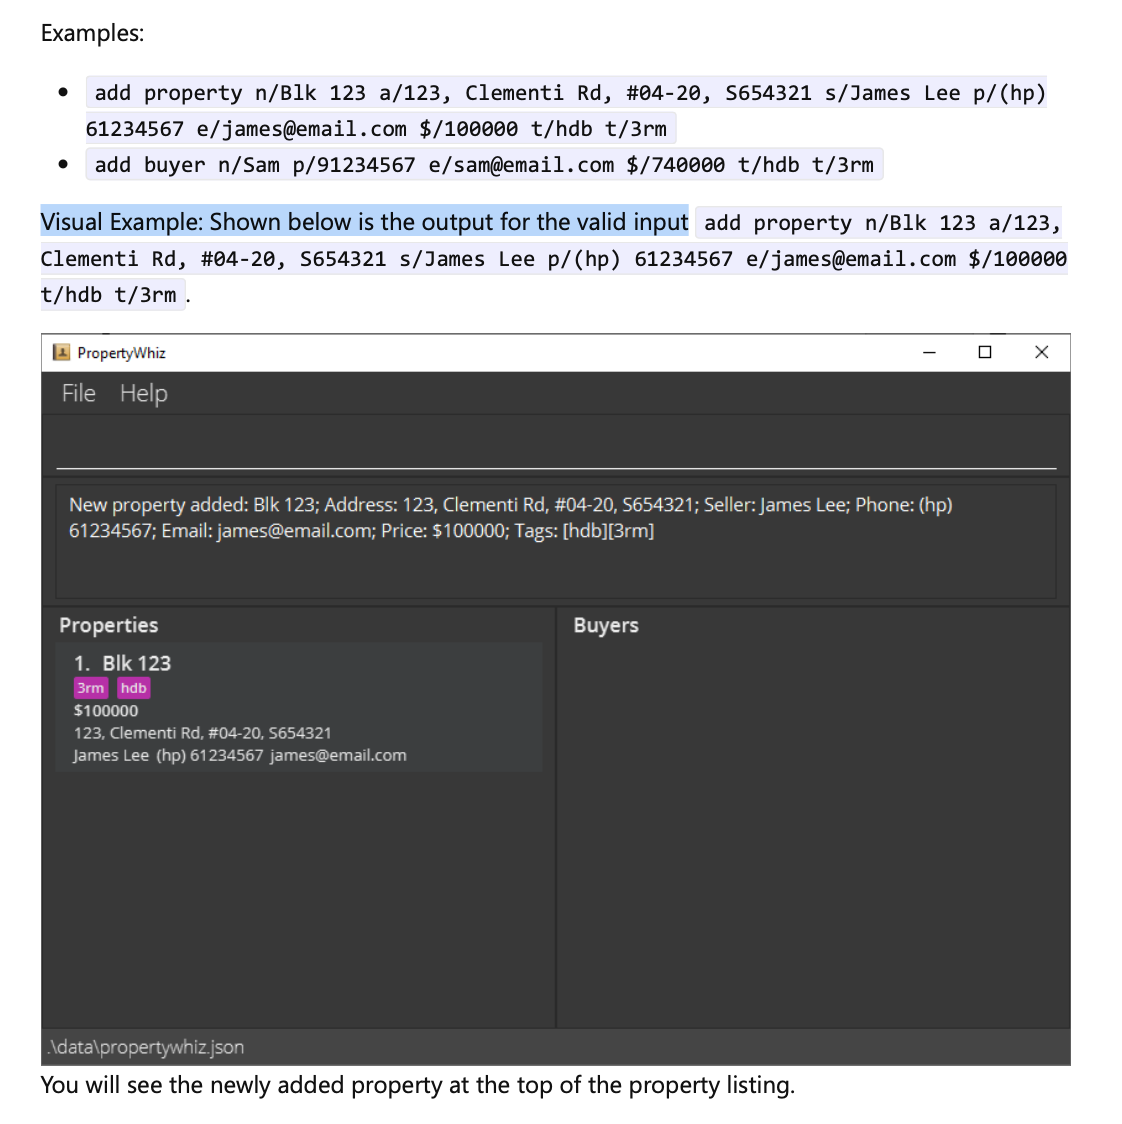 Examples:
add property n/Blk 123 a/123, Clementi Rd, #04-20, S654321 s/James Lee p/(hp)
61234567 e/james@email.com $/100000 t/hdb t/3rm
add buyer n/Sam p/91234567 e/sam@email.com $/740000 t/hdb t/3rm
Visual Example: Shown below is the output for the valid input add property n/Blk 123 a/123,
Clementi Rd, #04-20, S654321 s/James Lee p/(hp) 61234567 e/james@email.com $/100000
t/hdb t/3rm .
PropertyWhiz
File Help
New property added: Blk 123; Address: 123, Clementi Rd, #04-20, S654321; Seller: James Lee; Phone: (hp)
61234567; Email: james@email.com; Price: $100000; Tags: [hdb][3rm]
Properties
1. Blk 123
3rm hdb
$100000
123, Clementi Rd, #04-20, S654321
James Lee (hp) 61234567 james@email.com
Buyers
.\data\propertywhiz.json
You will see the newly added property at the top of the property listing.